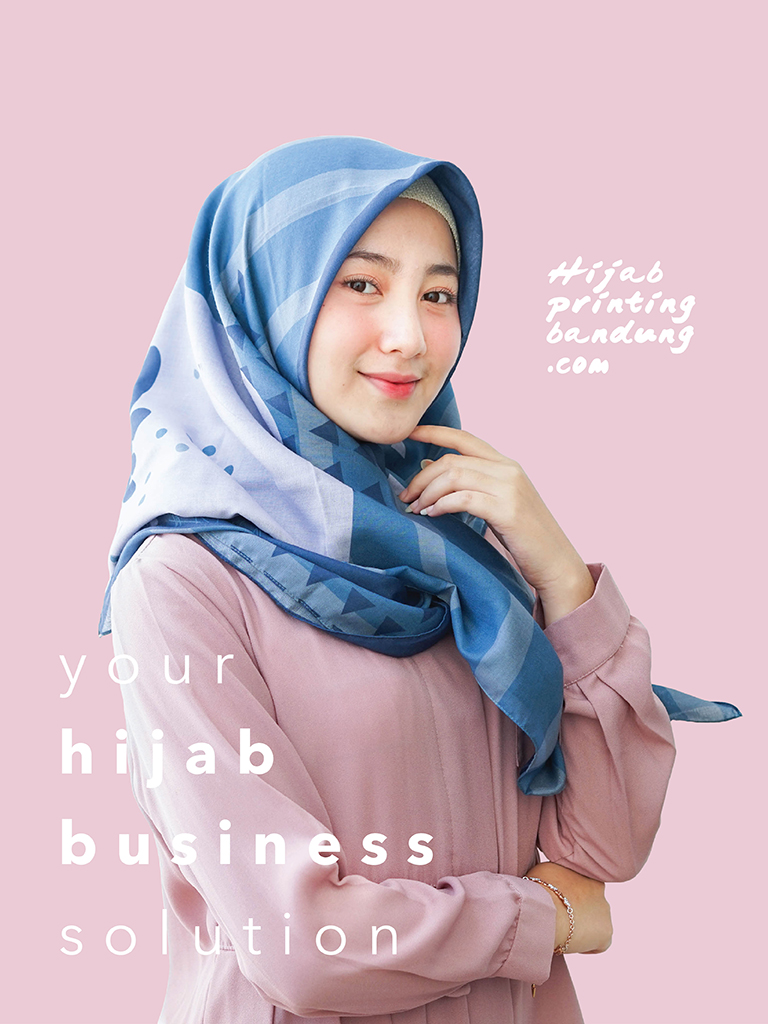 Hijab
printing
bandung
.com
your
hijab
business
solution